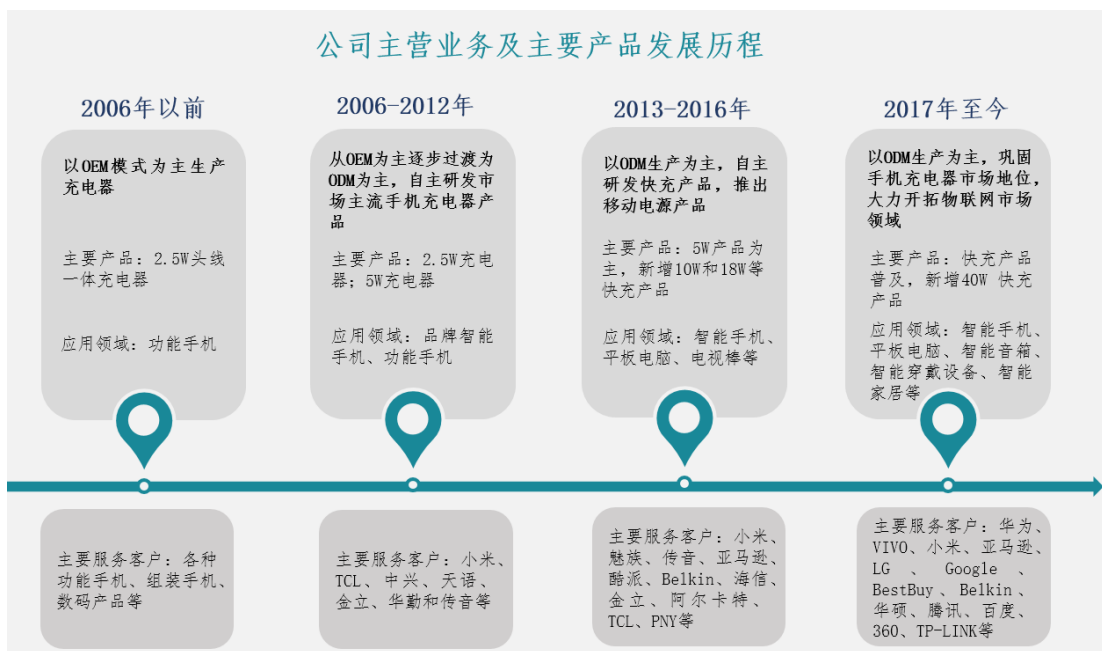 公司主营业务及主要产品发展历程
2006年以前
以OEM模式为主生产
充电器
主要产品：2.5W头线
一体充电器
应用领域：功能手机
主要服务客户：各种
功能手机、组装手机、
数码产品等
2006-2012年
从OEM为主逐步过渡为
ODM为主，自主研发市
场主流手机充电器产
品
主要产品：2.5W充电
器；5W充电器
应用领域：品牌智能
手机、功能手机
主要服务客户：小米、
TCL、中兴、天语、
金立、华勤和传音等
2013-2016年
以ODM生产为主，自主
研发快充产品，推出
移动电源产品
主要产品：5W产品为
主，新增10W和18W等
快充产品
应用领域：智能手机、
平板电脑、电视棒等
主要服务客户：小米、
魅族、传音、亚马逊、
酷派、Belkin、海信、
金立、阿尔卡特、
TCL、PNY等
2017年至今
以ODM生产为主，巩固
手机充电器市场地位，
大力开拓物联网市场
领域
主要产品：快充产品
普及，新增40W 快充
产品
应用领域：智能手机、
平板电脑、智能音箱、
智能穿戴设备、智能
家居等
主要服务客户：华为、
VIVO、小米、亚马逊、
LG、Google、
BestBuy、Belkin、
华硕、腾讯、百度、
360、TP-LINK等